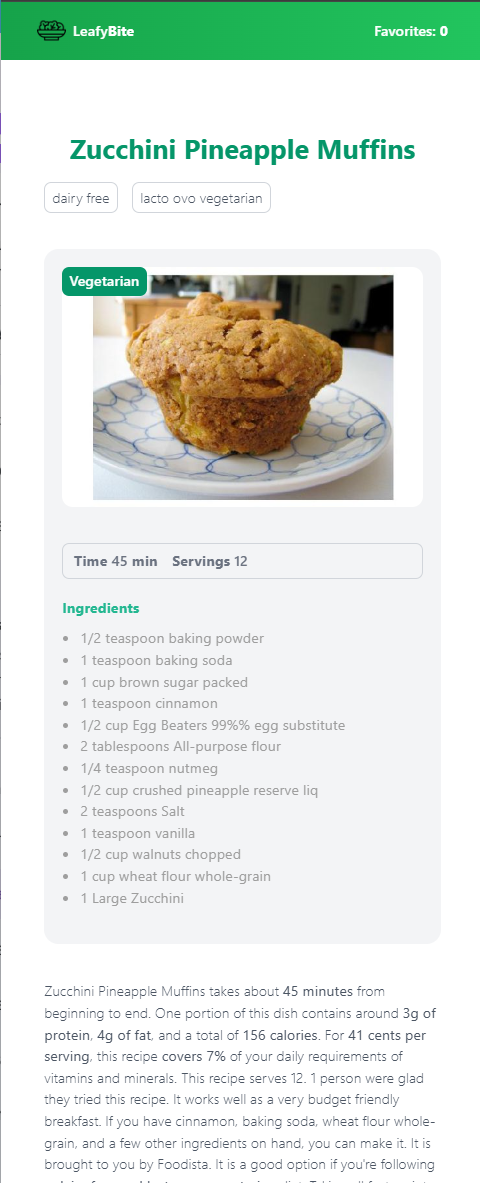 LeafyBite
Favorites: 0
Zucchini Pineapple Muffins
dairy free
lacto ovo vegetarian
Vegetarian
Time 45 min Servings 12
Ingredients
1/2 teaspoon baking powder
1 teaspoon baking soda
1 cup brown sugar packed
1 teaspoon cinnamon
1/2 cup Egg Beaters 99%% egg substitute
2 tablespoons All-purpose flour
1/4 teaspoon nutmeg
1/2 cup crushed pineapple reserve liq
2 teaspoons Salt
1 teaspoon vanilla
1/2 cup walnuts chopped
1 cup wheat flour whole-grain
1 Large Zucchini
Zucchini Pineapple Muffins takes about 45 minutes from
beginning to end. One portion of this dish contains around 3g of
protein, 4g of fat, and a total of 156 calories. For 41 cents per
serving, this recipe covers 7% of your daily requirements of
vitamins and minerals. This recipe serves 12. 1 person were glad
they tried this recipe. It works well as a very budget friendly
breakfast. If you have cinnamon, baking soda, wheat flour whole-
grain, and a few other ingredients on hand, you can make it. It is
brought to you by Foodista. It is a good option if you're following